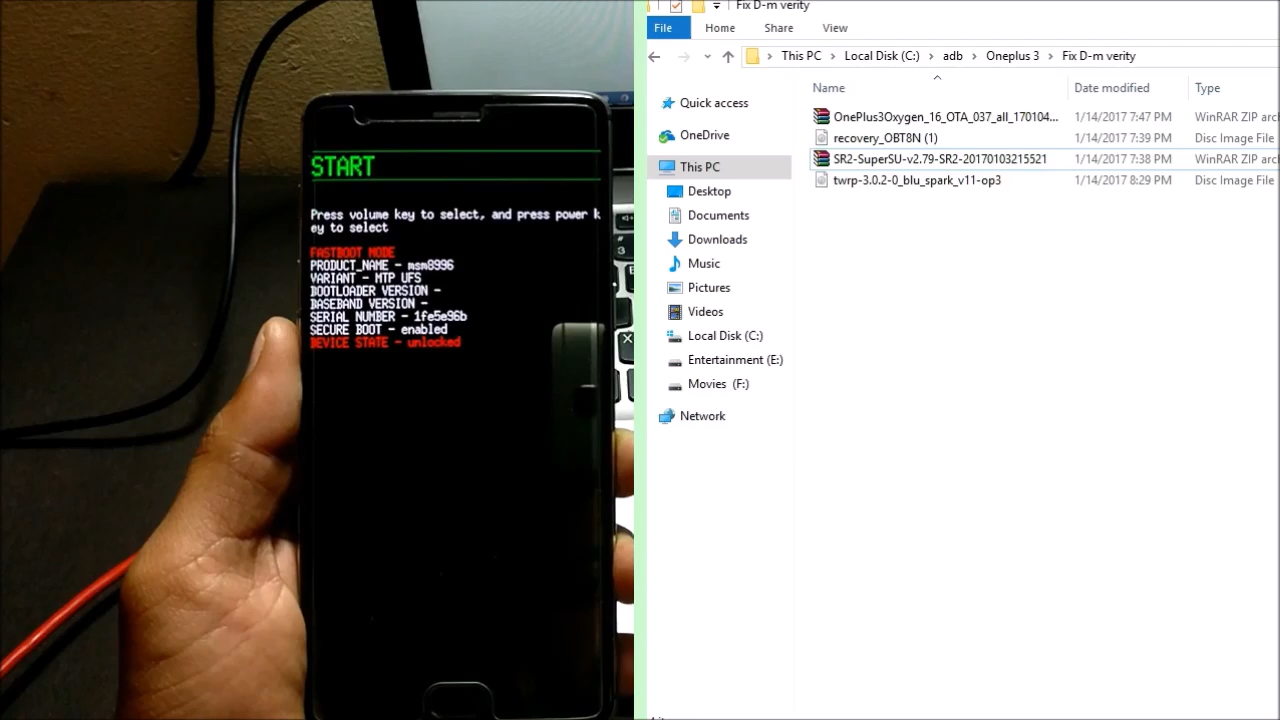 START
Press volume key to select, and press power k
ey to select
FASTBOOT MODE
PRODUCT_NAME - msm8996
VARIANT - MTP UFS
BOOTLOADER VERSION -
BASEBAND VERSION -
SERIAL NUMBER - 1fe5e96b
SECURE BOOT - enabled
DEVICE STATE - unlocked
Fix D-m verity
File Home Share View
This PC Local Disk (C:) adb Oneplus 3 Fix D-m verity
Name Date modified Type
OnePlus3Oxygen_16_OTA_037_all_170104... 1/14/2017 7:47 PM WinRAR ZIP arc
recovery_OBT8N (1) 1/14/2017 7:39 PM Disc Image File
SR2-SuperSU-v2.79-SR2-20170103215521 1/14/2017 7:38 PM WinRAR ZIP arc
twrp-3.0.2-0_blu_spark_v11-op3 1/14/2017 8:29 PM Disc Image File
Quick access
OneDrive
This PC
Desktop
Documents
Downloads
Music
Pictures
Videos
Local Disk (C:)
Entertainment (E:)
Movies (F:)
Network